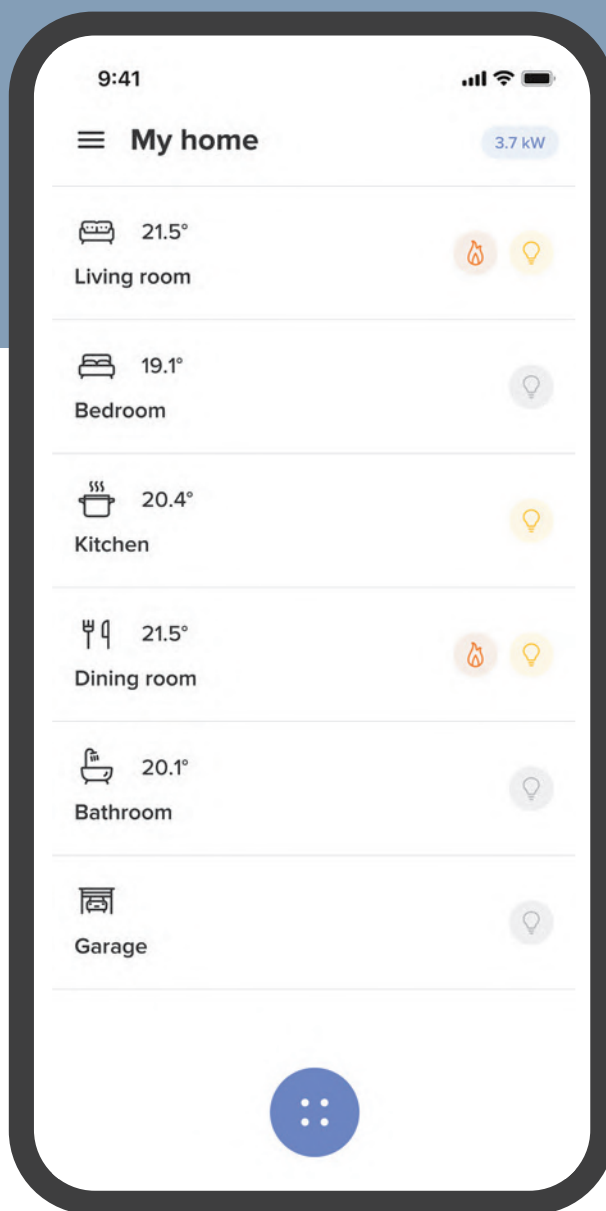 9:41
My home
3.7 kW
21.5°
Living room
19.1°
Bedroom
20.4°
Kitchen
21.5°
Dining room
20.1°
Bathroom
Garage